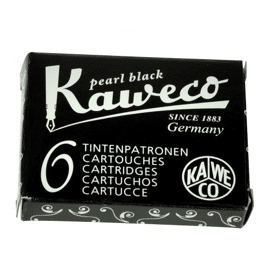 pearl black
Kaweco
SINCE 1883
Germany
6
TINTENPATRONEN
CARTOUCHES
CARTRIDGES
CARTUCHOS
CARTUCCE
KA WE
CO